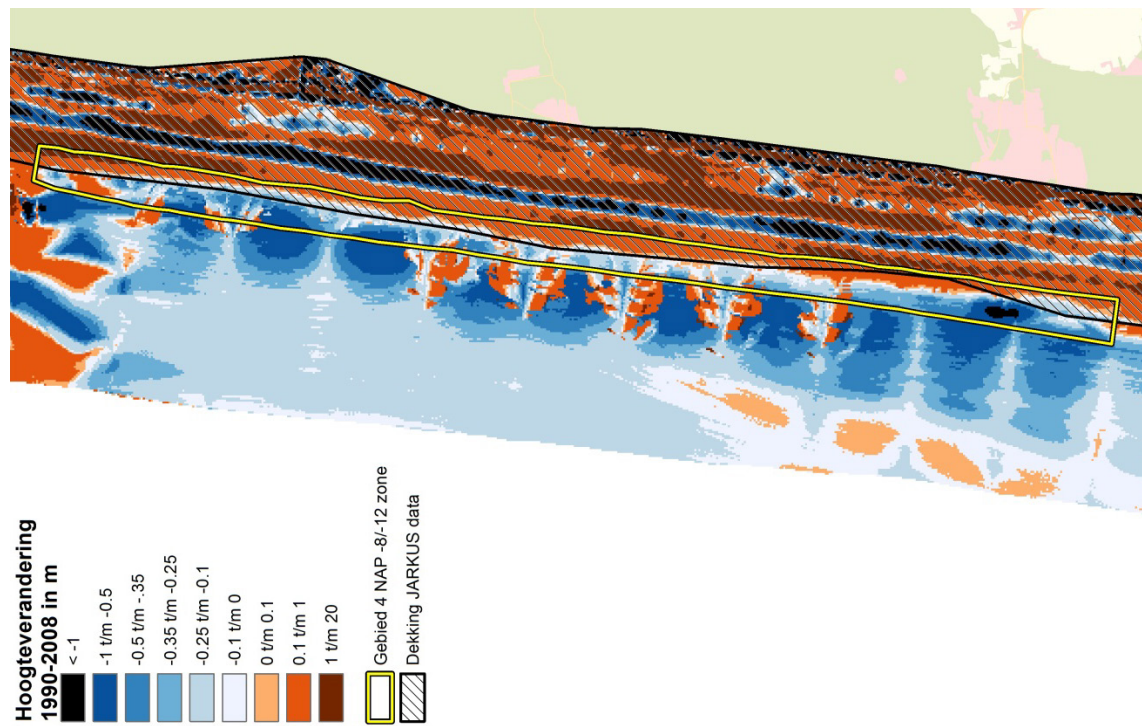 Hoogteverandering
1990-2008 in m
< -1
-1 t/m -0.5
-0.5 t/m -.35
-0.35 t/m -0.25
-0.25 t/m -0.1
-0.1 t/m 0
0 t/m 0.1
0.1 t/m 1
1 t/m 20
Gebied 4 NAP -8/-12 zone
Dekking JARKUS data